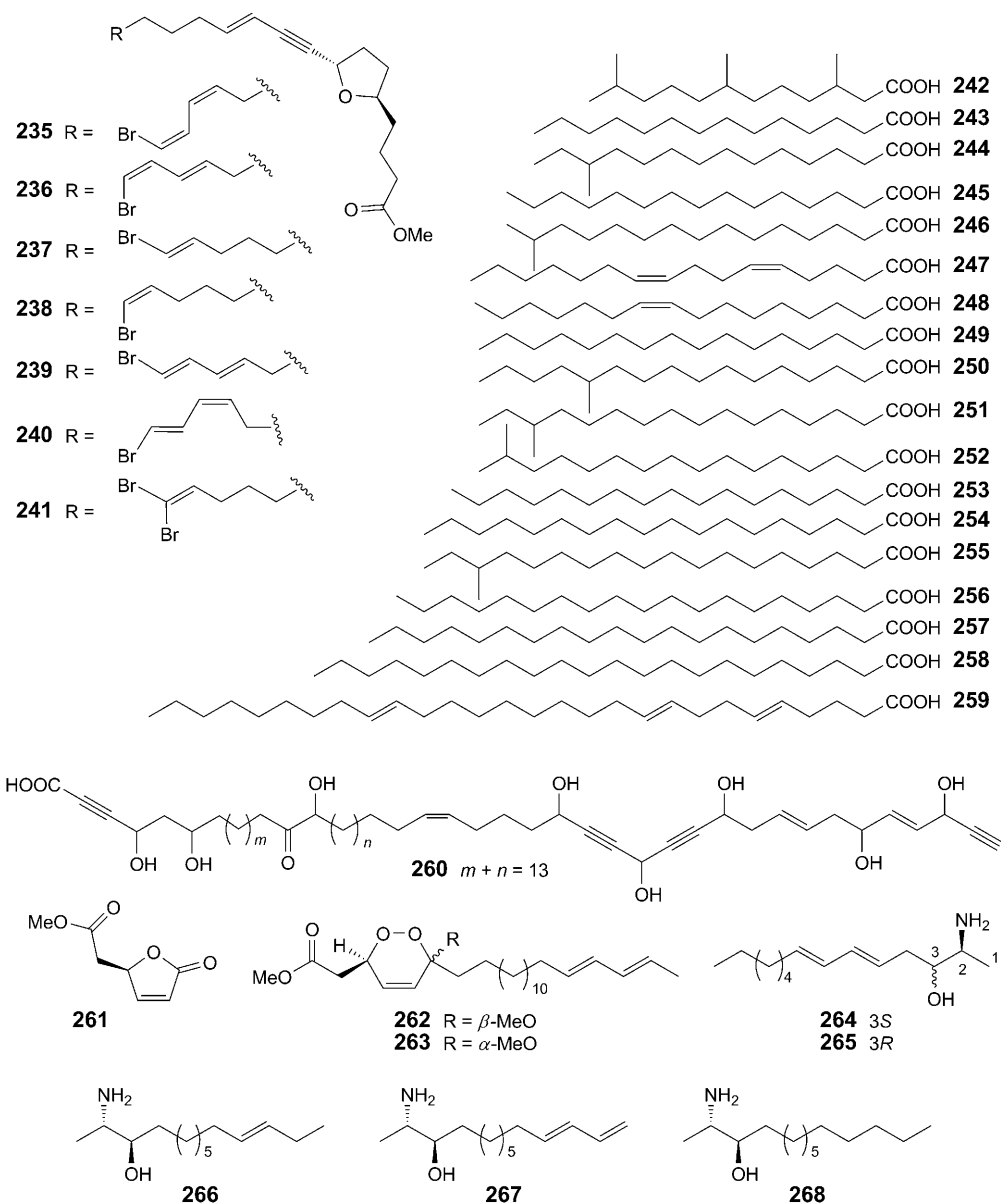 R
O
O
OMe
235 R =
Br
236 R =
Br
237 R =
Br
238 R =
Br
239 R =
Br
240 R =
Br
241 R =
Br
Br
COOH 242
COOH 243
COOH 244
COOH 245
COOH 246
COOH 247
COOH 248
COOH 249
COOH 250
COOH 251
COOH 252
COOH 253
COOH 254
COOH 255
COOH 256
COOH 257
COOH 258
COOH 259
HOOC
OH
OH
OH
OH
OH
OH
OH
OH
OH
m
n
O
260 m + n = 13
MeO
O
O
O
261
MeO
O
H
O
O
R
10
262 R = β-MeO
263 R = α-MeO
NH2
3
2
1
4
OH
264 3S
265 3R
NH2
5
OH
266
NH2
5
OH
267
NH2
5
OH
268